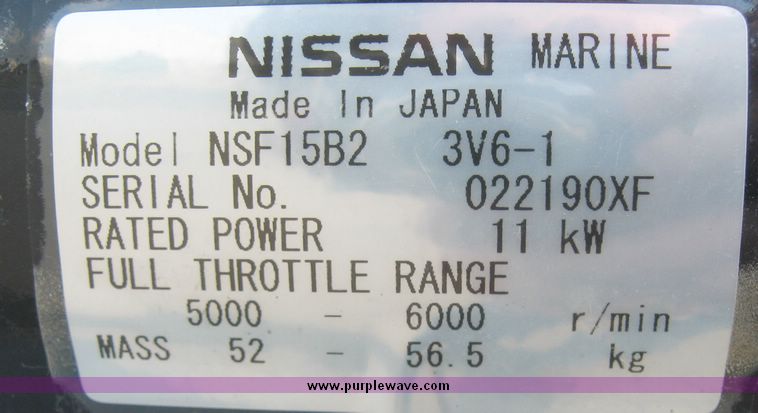 NISSAN MARINE
Made In JAPAN
Model NSF15B2 3V6-1
SERIAL No. 022190XF
RATED POWER 11 kW
FULL THROTTLE RANGE
5000 - 6000 r/min
MASS 52 - 56.5 kg
www.purplewave.com